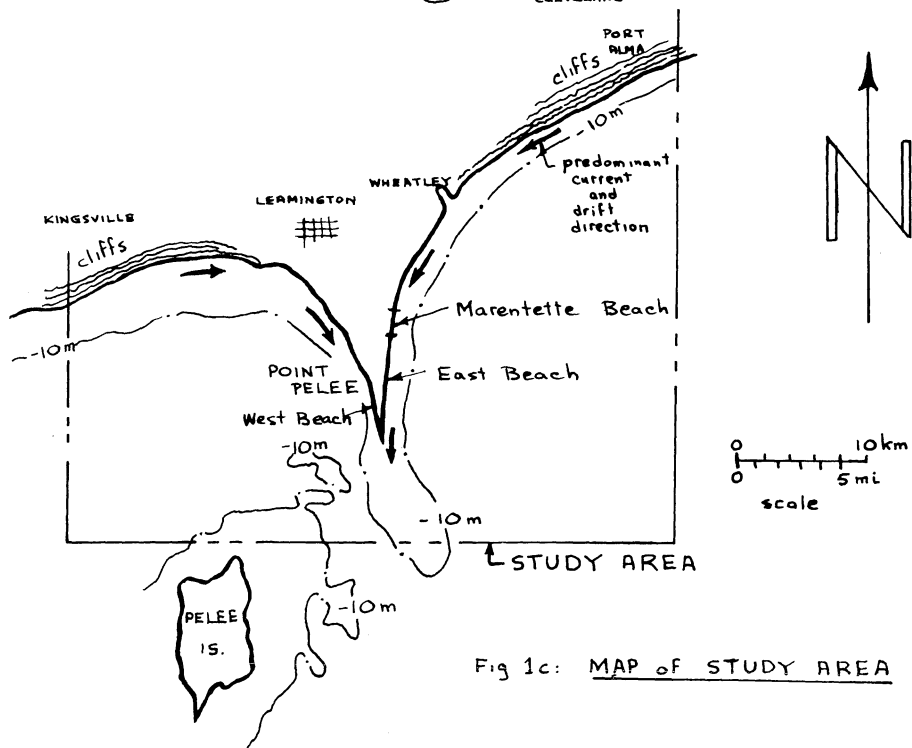 PORT
ALMA
cliffs
-10m
predominant
current
and
drift
direction
WHEATLEY
LEAMINGTON
KINGSVILLE
cliffs
-10m
N
Marentette Beach
East Beach
POINT
PELEE
West Beach
-10m
0 10km
0 5mi
scale
-10m
STUDY AREA
-10m
PELEE
IS.
Fig 1c: MAP of STUDY AREA